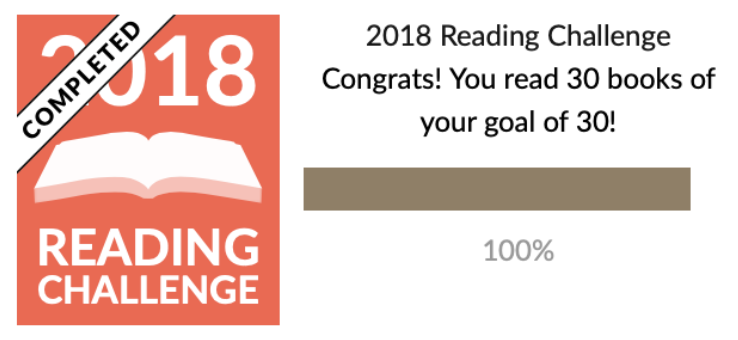 COMPLETED
2018
READING
CHALLENGE
2018 Reading Challenge
Congrats! You read 30 books of
your goal of 30!
100%